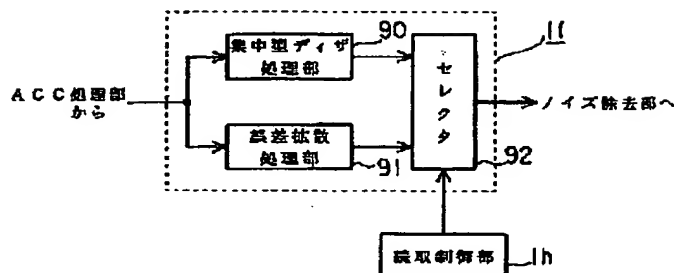 集中型ディザ
処理部
90
1f
ACC処理部
から
セレクタ
ノイズ除去部へ
誤差拡散
処理部
91
92
読取制御部
1h